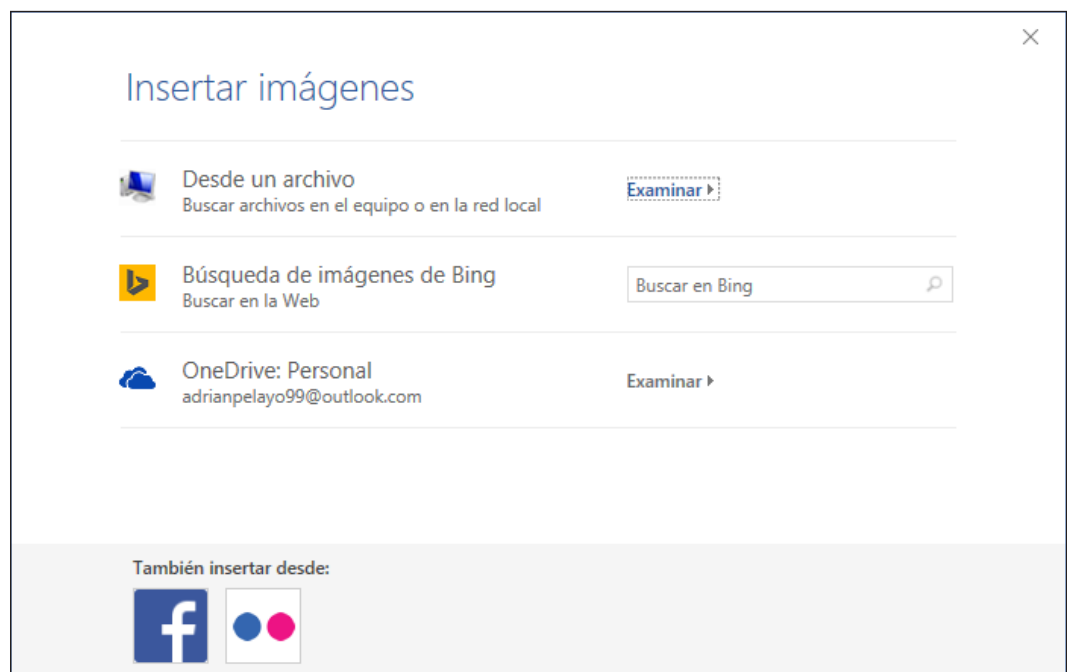 Insertar imágenes
Desde un archivo
Buscar archivos en el equipo o en la red local
Examinar
Búsqueda de imágenes de Bing
Buscar en la Web
Buscar en Bing
OneDrive: Personal
adrianpelayo99@outlook.com
Examinar
También insertar desde: